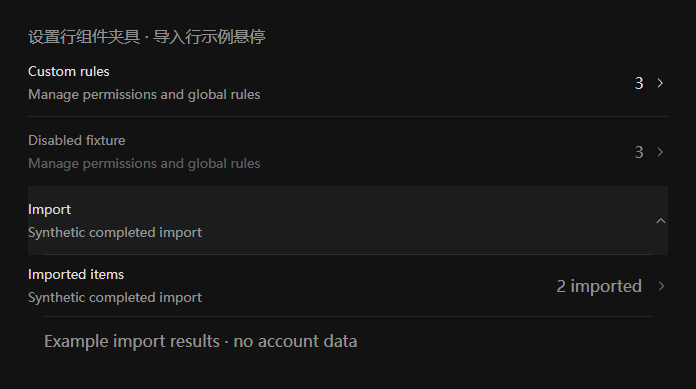 设置行组件夹具 · 导入行示例悬停
Custom rules
3
Manage permissions and global rules
Disabled fixture
3
Manage permissions and global rules
Import
Synthetic completed import
Imported items
2 imported
Synthetic completed import
Example import results · no account data